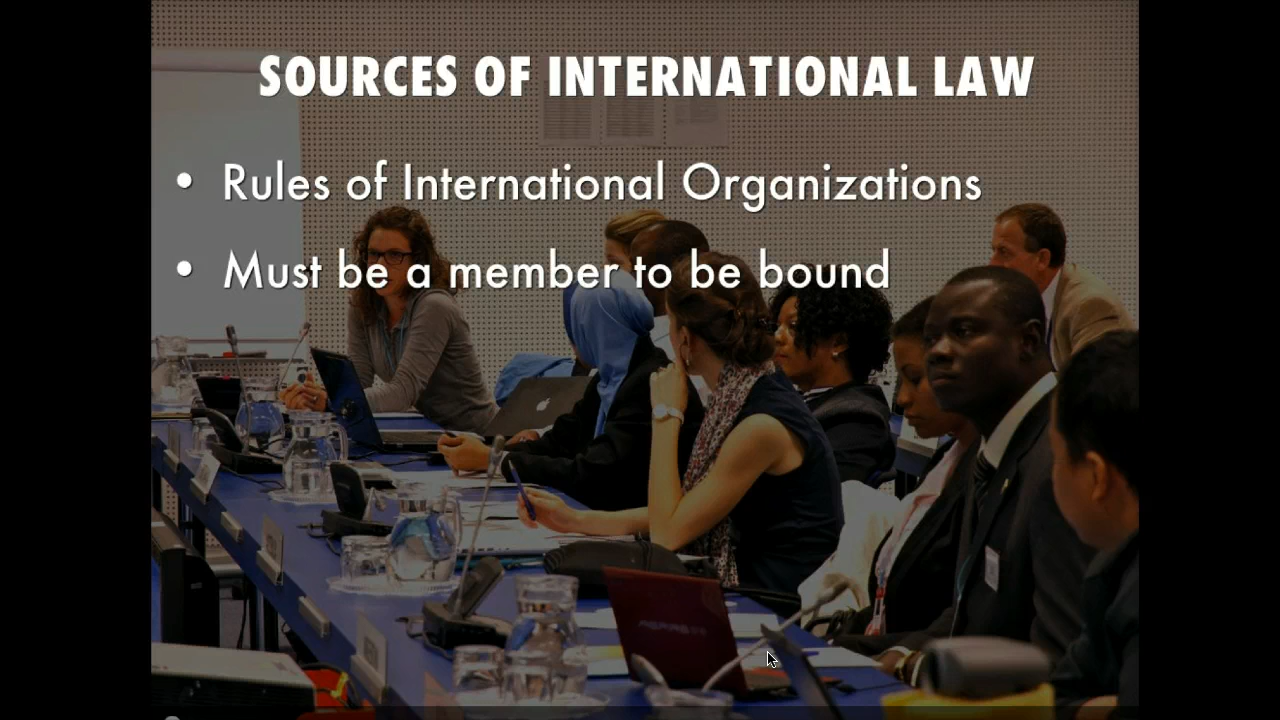 SOURCES OF INTERNATIONAL LAW
• Rules of International Organizations
• Must be a member to be bound